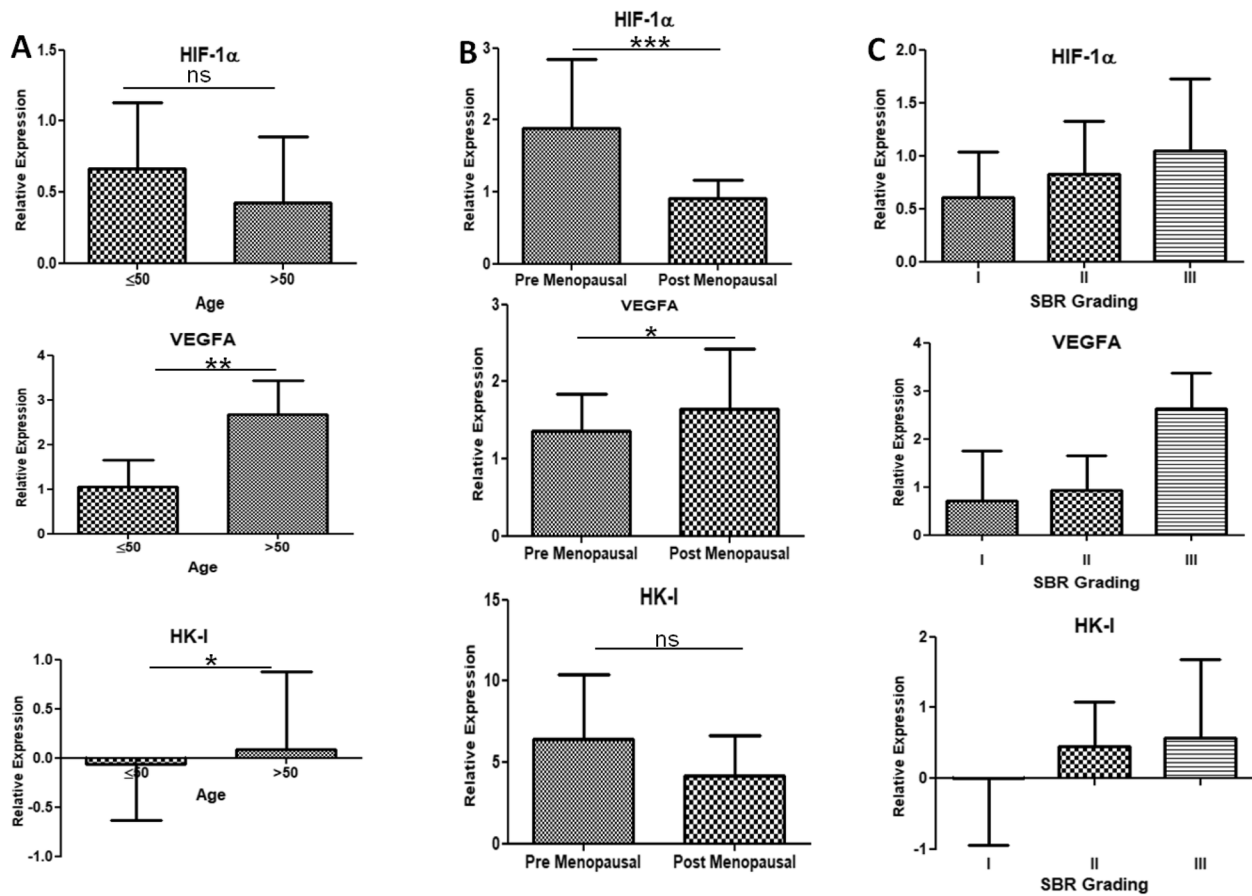 A
HIF-1α
ns
1.5
1.0
0.5
0.0
Relative Expression
≤50
>50
Age
VEGFA
**
4
3
2
1
0
Relative Expression
≤50
>50
Age
HK-I
*
1.0
0.5
0.0
-0.5
-1.0
Relative Expression
≤50
>50
Age
B
HIF-1α
***
3
2
1
0
Relative Expression
Pre Menopausal
Post Menopausal
VEGFA
*
3
2
1
0
Relative Expression
Pre Menopausal
Post Menopausal
HK-I
ns
15
10
5
0
Relative Expression
Pre Menopausal
Post Menopausal
C
HIF-1α
2.0
1.5
1.0
0.5
0.0
Relative Expression
I
II
III
SBR Grading
VEGFA
4
3
2
1
0
Relative Expression
I
II
III
SBR Grading
HK-I
2
1
0
-1
Relative Expression
I
II
III
SBR Grading